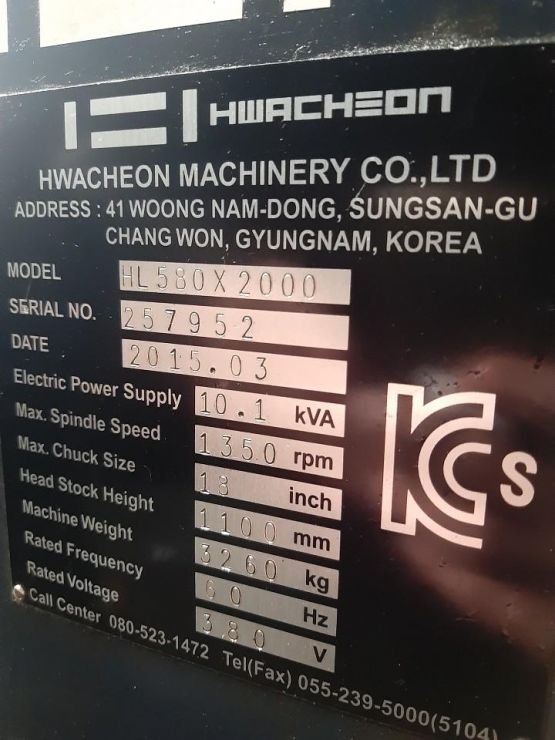 HWACHEON
HWACHEON MACHINERY CO.,LTD
ADDRESS : 41 WOONG NAM-DONG, SUNGSAN-GU
CHANG WON, GYUNGNAM, KOREA
MODEL HL580X2000
SERIAL NO. 257952
DATE 2015.03
Electric Power Supply 10.1 kVA
Max. Spindle Speed 1350 rpm
Max. Chuck Size 18 inch
Head Stock Height 1100 mm
Machine Weight 3260 kg
Rated Frequency 60 Hz
Rated Voltage 380 V
Call Center 080-523-1472 Tel(Fax) 055-239-5000(5104)
KCs